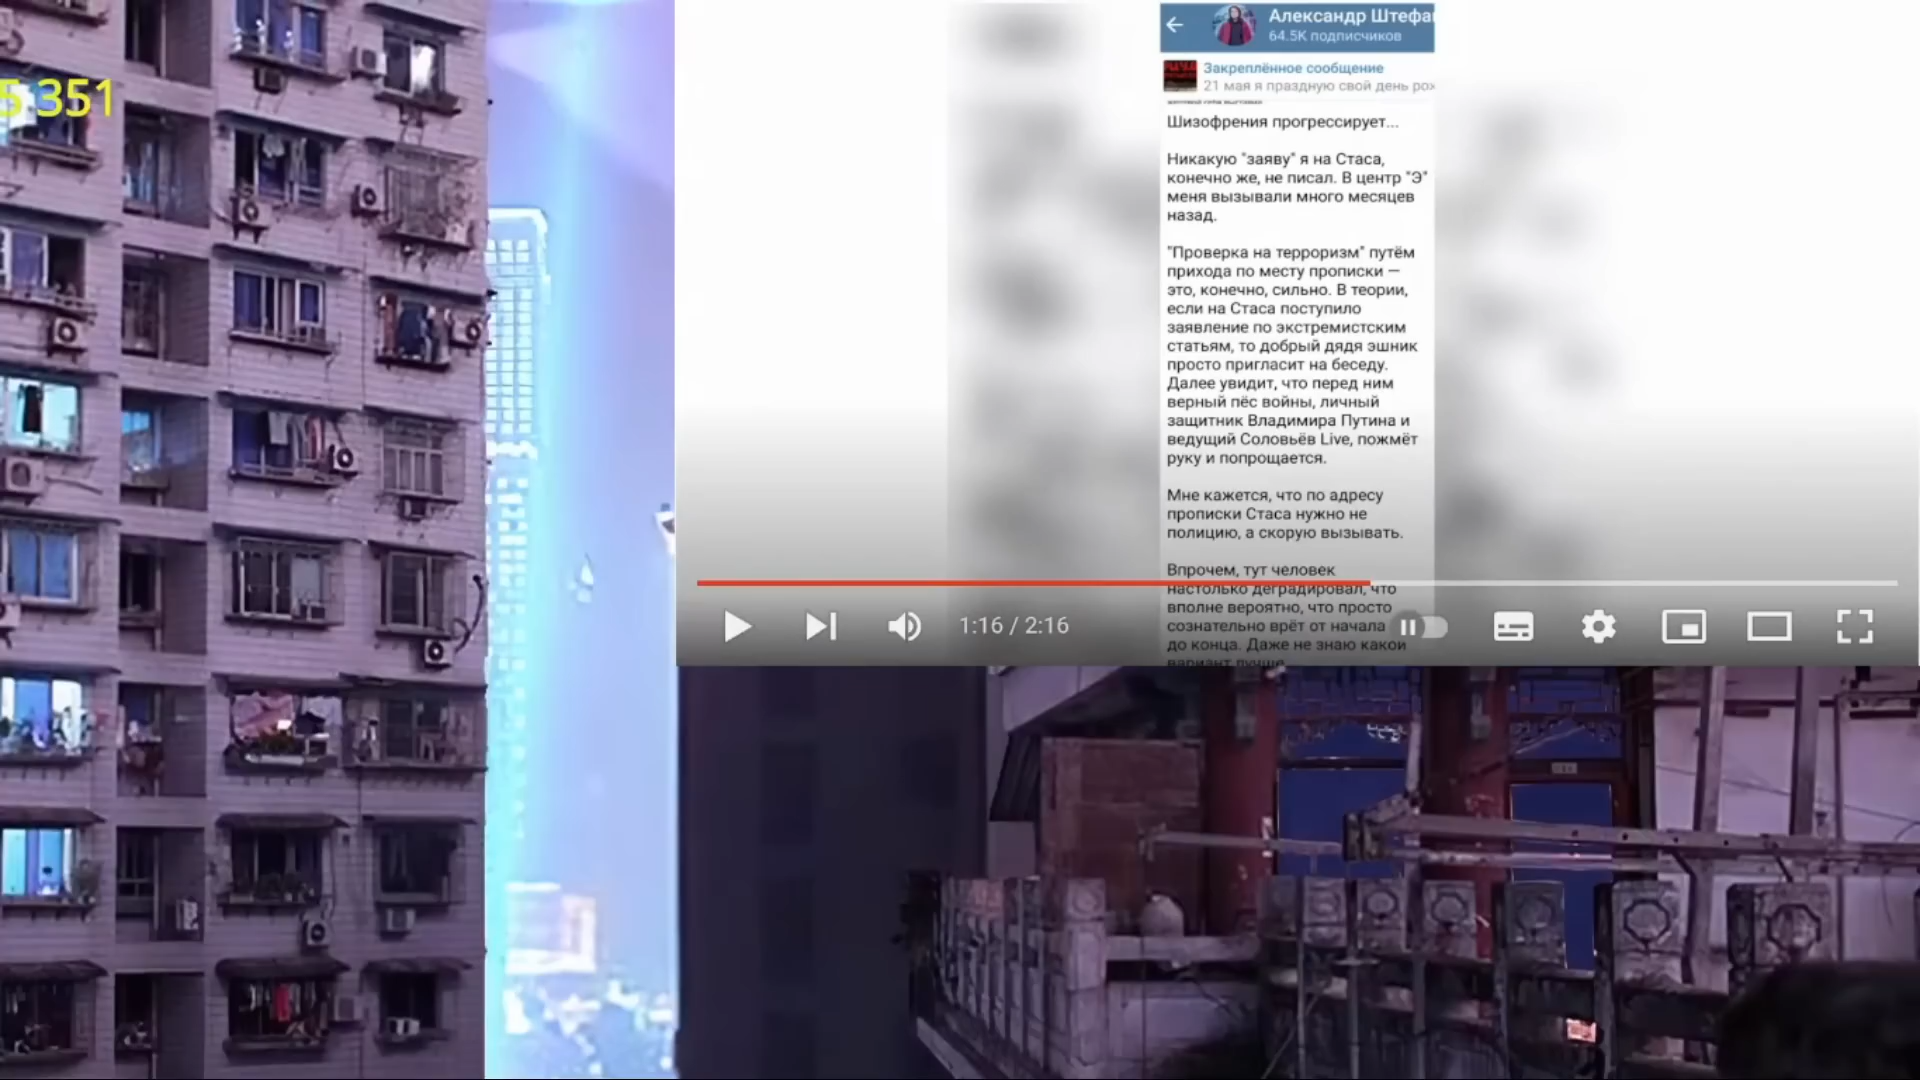 5 351
Александр Штефа
64.5K подписчиков
Закреплённое сообщение
21 мая я праздную свой день рож
Шизофрения прогрессирует...
Никакую "заяву" я на Стаса,
конечно же, не писал. В центр "Э"
меня вызывали много месяцев
назад.
"Проверка на терроризм" путём
прихода по месту прописки —
это, конечно, сильно. В теории,
если на Стаса поступило
заявление по экстремистским
статьям, то добрый дядя эшник
просто пригласит на беседу.
Далее увидит, что перед ним
верный пёс войны, личный
защитник Владимира Путина и
ведущий Соловьёв Live, пожмёт
руку и попрощается.
Мне кажется, что по адресу
прописки Стаса нужно не
полицию, а скорую вызывать.
Впрочем, тут человек
настолько деградировал, что
вполне вероятно, что просто
сознательно врёт от начала
до конца. Даже не знаю какой
вариант лучше
1:16 / 2:16